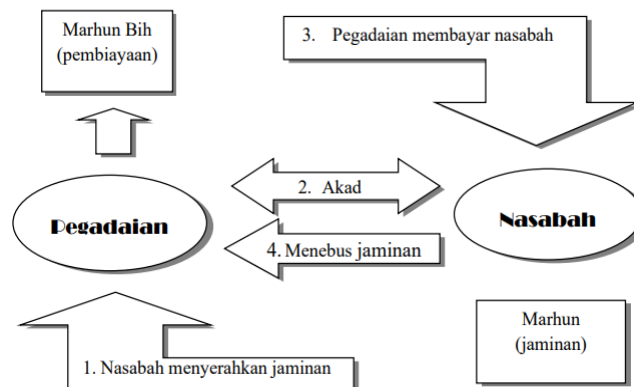 Marhun Bih
(pembiayaan)
3. Pegadaian membayar nasabah
2. Akad
Pegadaian
Nasabah
4. Menebus jaminan
Marhun
(jaminan)
1. Nasabah menyerahkan jaminan